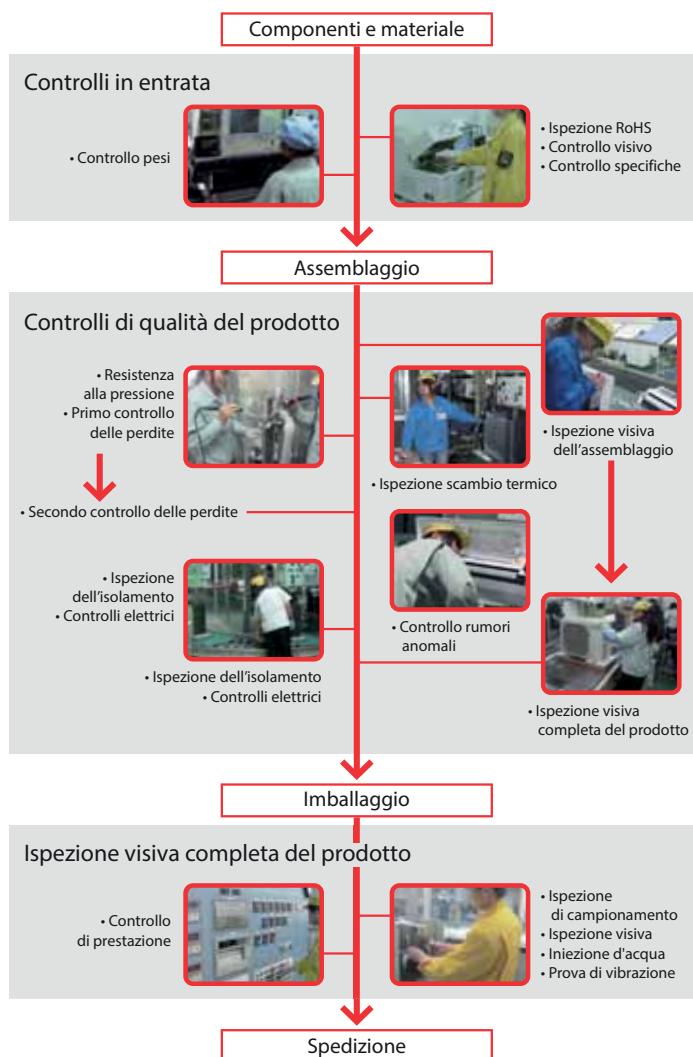 Componenti e materiale
Controlli in entrata
• Controllo pesi
• Ispezione RoHS
• Controllo visivo
• Controllo specifiche
Assemblaggio
Controlli di qualità del prodotto
• Resistenza
alla pressione
• Primo controllo
delle perdite
• Ispezione visiva
dell'assemblaggio
• Ispezione scambio termico
• Secondo controllo delle perdite
• Ispezione
dell'isolamento
• Controlli elettrici
• Controllo rumori
anomali
• Ispezione dell'isolamento
• Controlli elettrici
• Ispezione visiva
completa del prodotto
Imballaggio
Ispezione visiva completa del prodotto
• Controllo
di prestazione
• Ispezione
di campionamento
• Ispezione visiva
• Iniezione d'acqua
• Prova di vibrazione
Spedizione